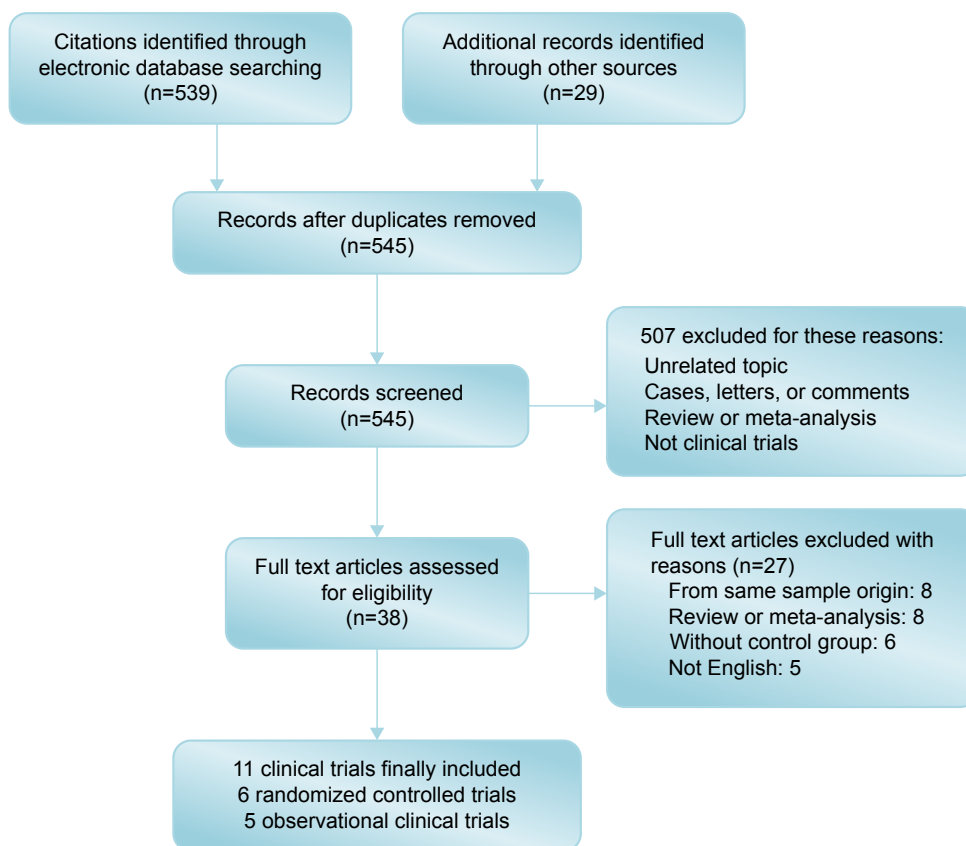 Citations identified through
electronic database searching
(n=539)
Additional records identified
through other sources
(n=29)
Records after duplicates removed
(n=545)
Records screened
(n=545)
507 excluded for these reasons:
Unrelated topic
Cases, letters, or comments
Review or meta-analysis
Not clinical trials
Full text articles assessed
for eligibility
(n=38)
Full text articles excluded with
reasons (n=27)
From same sample origin: 8
Review or meta-analysis: 8
Without control group: 6
Not English: 5
11 clinical trials finally included
6 randomized controlled trials
5 observational clinical trials